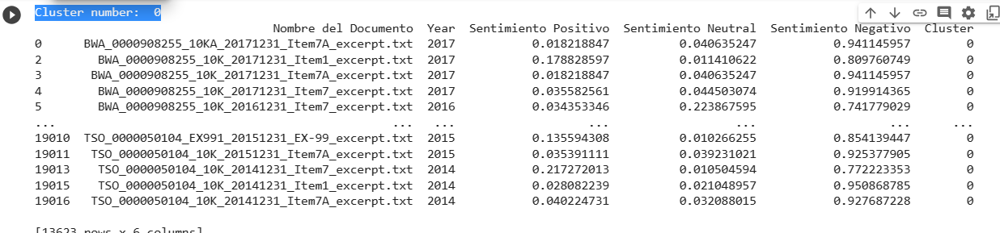 Cluster number:  0
Nombre del Documento  Year  Sentimiento Positivo  Sentimiento Neutral  Sentimiento Negativo  Cluster
0  BWA_0000908255_10KA_20171231_Item7A_excerpt.txt  2017  0.018218847  0.040635247  0.941145957  0
2  BWA_0000908255_10K_20171231_Item1_excerpt.txt  2017  0.178828597  0.011410622  0.809760749  0
3  BWA_0000908255_10K_20171231_Item7A_excerpt.txt  2017  0.018218847  0.040635247  0.941145957  0
4  BWA_0000908255_10K_20171231_Item7_excerpt.txt  2017  0.035582561  0.044503074  0.919914365  0
5  BWA_0000908255_10K_20161231_Item7_excerpt.txt  2016  0.034353346  0.223867595  0.741779029  0
...  ...  ...  ...  ...  ...  ...
19010  TSO_0000050104_EX991_20151231_EX-99_excerpt.txt  2015  0.135594308  0.010266255  0.854139447  0
19011  TSO_0000050104_10K_20151231_Item7A_excerpt.txt  2015  0.035391111  0.039231021  0.925377905  0
19013  TSO_0000050104_10K_20141231_Item7_excerpt.txt  2014  0.217272013  0.010504594  0.772223353  0
19015  TSO_0000050104_10K_20141231_Item1_excerpt.txt  2014  0.028082239  0.021048957  0.950868785  0
19016  TSO_0000050104_10K_20141231_Item7A_excerpt.txt  2014  0.040224731  0.032088015  0.927687228  0
[13623 rows x 6 columns]